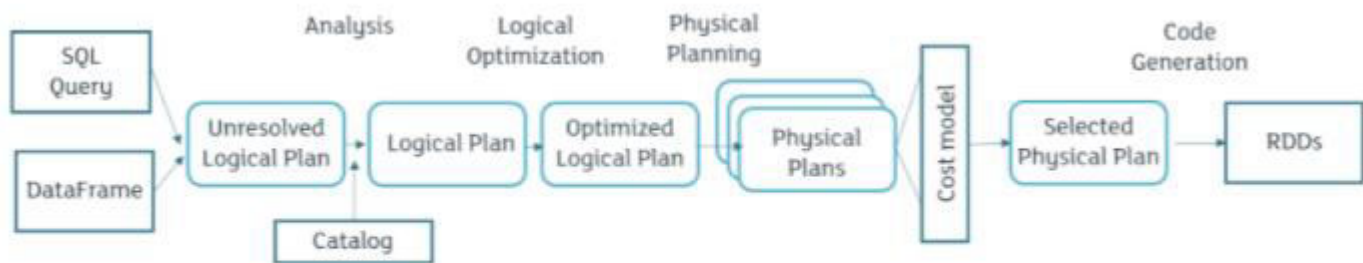 Analysis
Logical
Optimization
Physical
Planning
Code
Generation
SQL
Query
DataFrame
Unresolved
Logical Plan
Catalog
Logical Plan
Optimized
Logical Plan
Physical
Plans
Cost model
Selected
Physical Plan
RDDs